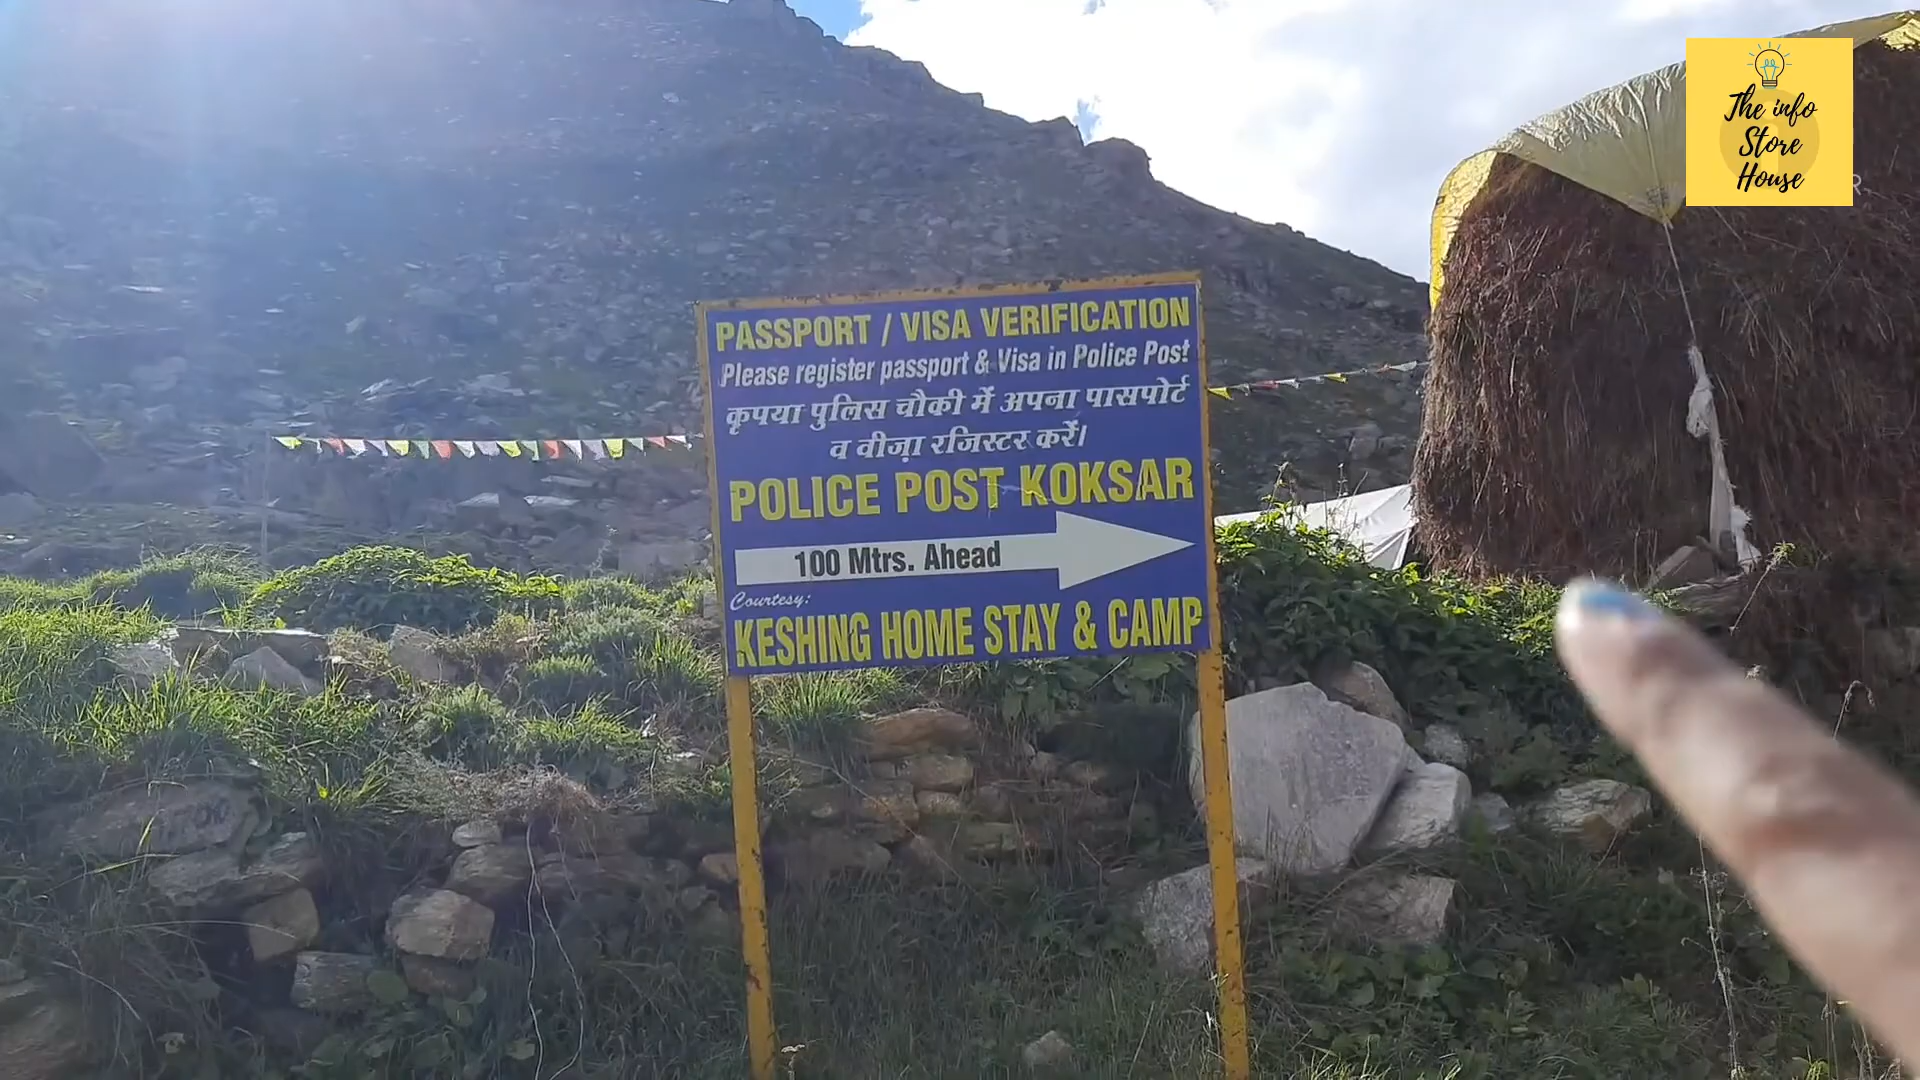 PASSPORT / VISA VERIFICATION
Please register passport & Visa in Police Post
कृपया पुलिस चौकी में अपना पासपोर्ट
व वीज़ा रजिस्टर करें।
POLICE POST KOKSAR
100 Mtrs. Ahead
Courtesy:
KESHING HOME STAY & CAMP
The info
Store
House